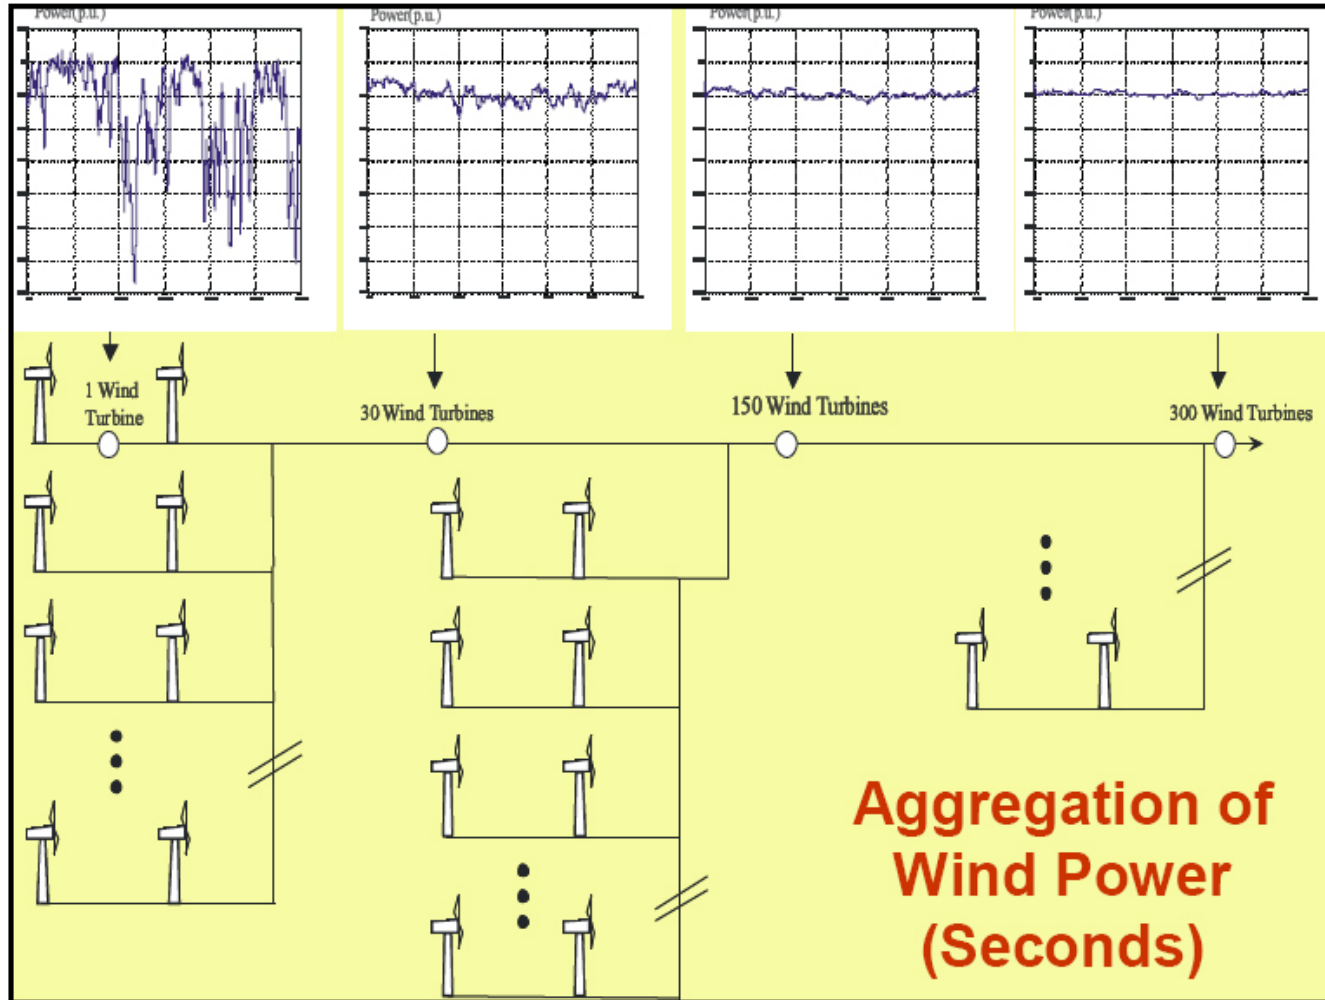 Power(p.u.)
Power(p.u.)
Power(p.u.)
Power(p.u.)
1 Wind
Turbine
30 Wind Turbines
150 Wind Turbines
300 Wind Turbines
Aggregation of
Wind Power
(Seconds)